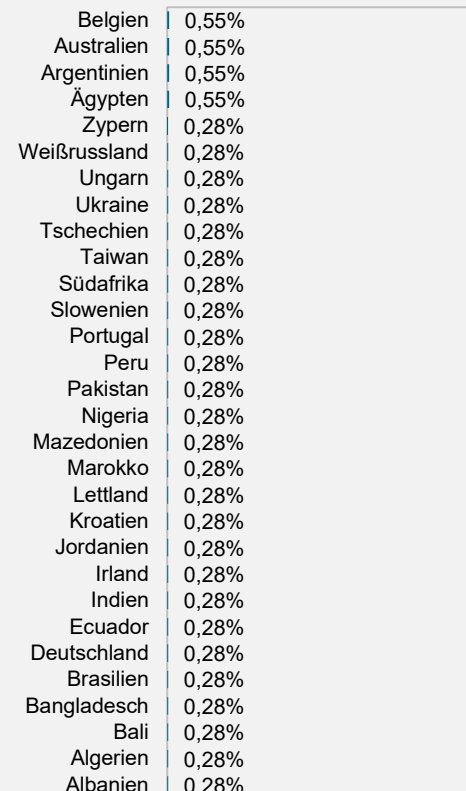 Belgien 0,55%
Australien 0,55%
Argentinien 0,55%
Ägypten 0,55%
Zypern 0,28%
Weißrussland 0,28%
Ungarn 0,28%
Ukraine 0,28%
Tschechien 0,28%
Taiwan 0,28%
Südafrika 0,28%
Slowenien 0,28%
Portugal 0,28%
Peru 0,28%
Pakistan 0,28%
Nigeria 0,28%
Mazedonien 0,28%
Marokko 0,28%
Lettland 0,28%
Kroatien 0,28%
Jordanien 0,28%
Irland 0,28%
Indien 0,28%
Ecuador 0,28%
Deutschland 0,28%
Brasilien 0,28%
Bangladesch 0,28%
Bali 0,28%
Algerien 0,28%
Albanien 0,28%